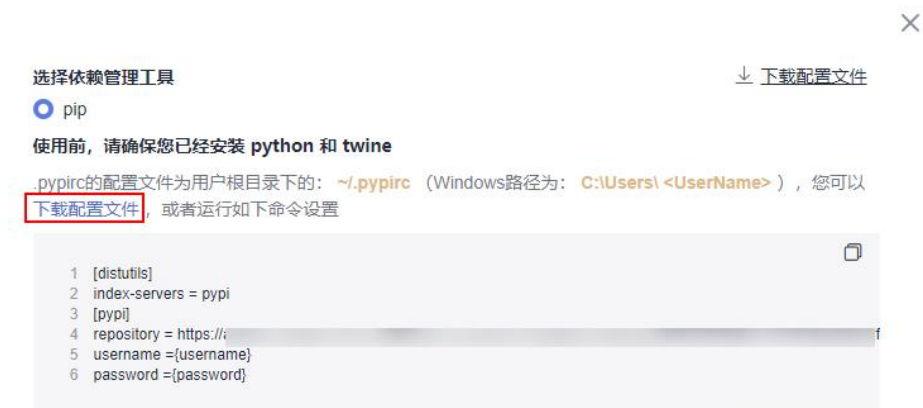 选择依赖管理工具
下载配置文件
pip
使用前，请确保您已经安装 python 和 twine
.pypirc的配置文件为用户根目录下的： ~/.pypirc （Windows路径为： C:\Users\ <UserName> ），您可以
下载配置文件，或者运行如下命令设置
1 [distutils]
2 index-servers = pypi
3 [pypi]
4 repository = https://
5 username ={username}
6 password ={password}